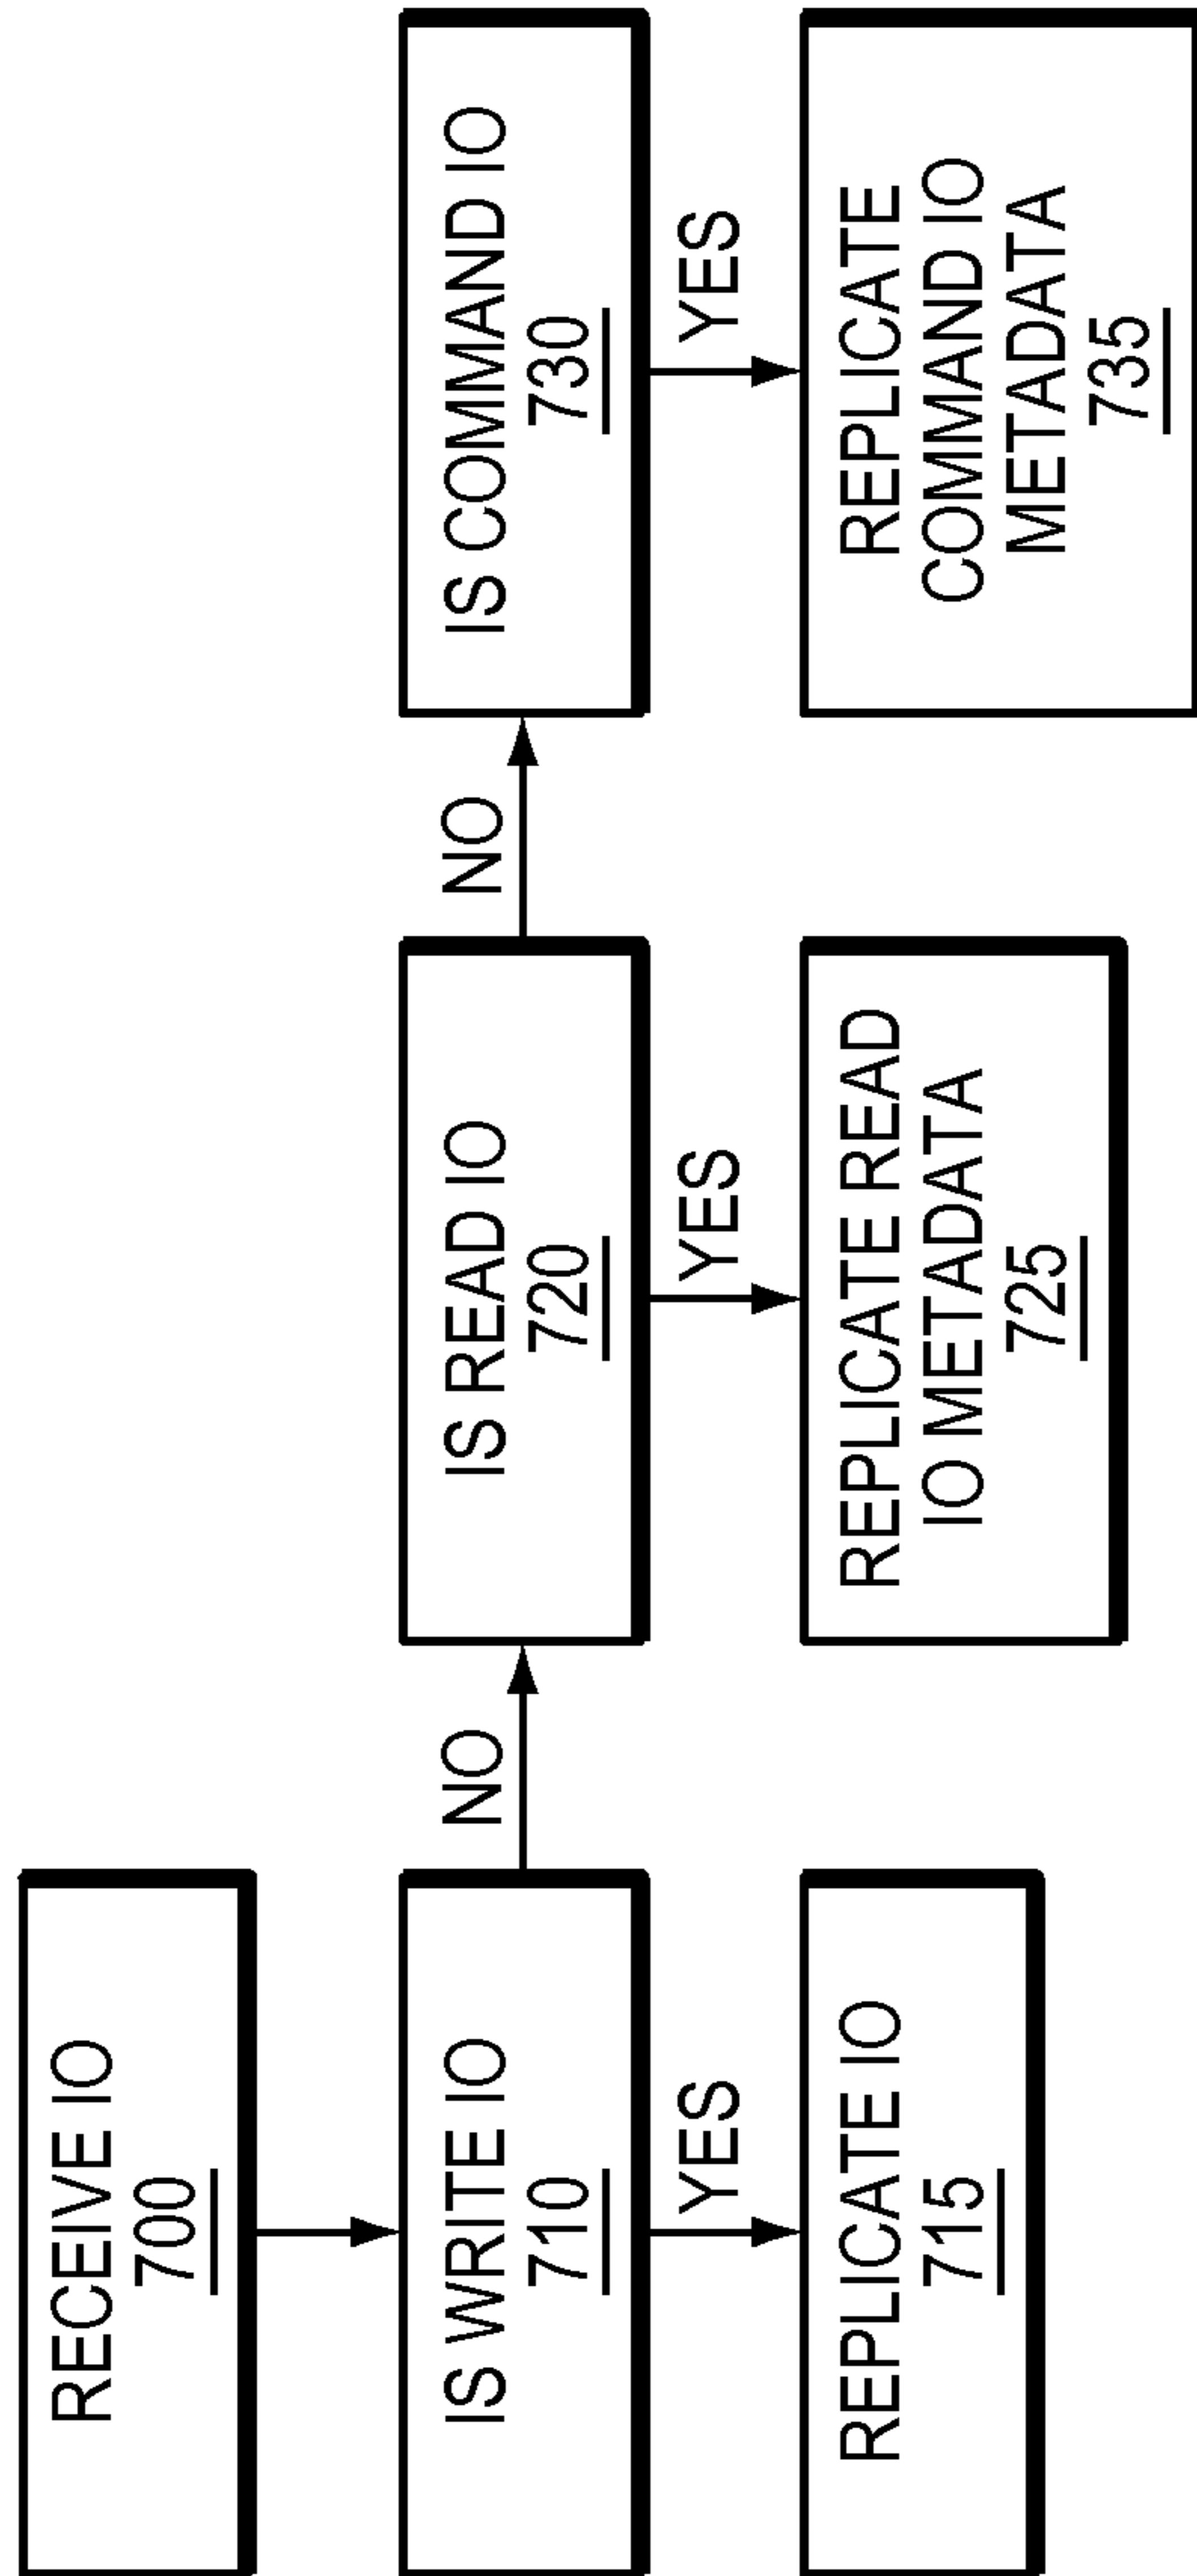 RECEIVE IO
700
IS WRITE IO
710
NO
IS READ IO
720
NO
IS COMMAND IO
730
YES
YES
YES
REPLICATE IO
715
REPLICATE READ
IO METADATA
725
REPLICATE
COMMAND IO
METADATA
735